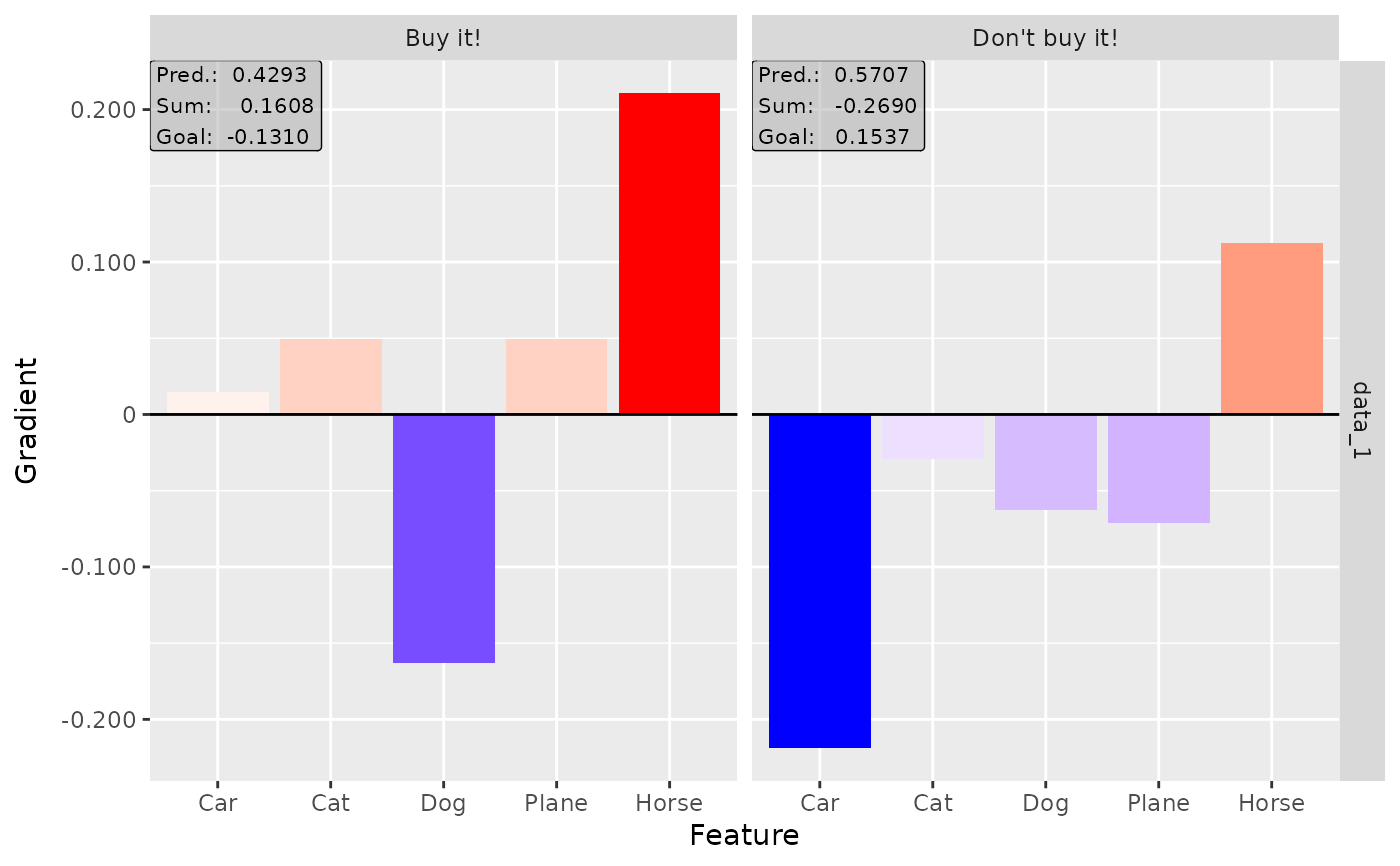 Buy it!
Don't buy it!
Pred.: 0.4293
Sum: 0.1608
Goal: -0.1310
Pred.: 0.5707
Sum: -0.2690
Goal: 0.1537
0.200
0.100
0
-0.100
-0.200
Gradient
data_1
Car Cat Dog Plane Horse
Car Cat Dog Plane Horse
Feature